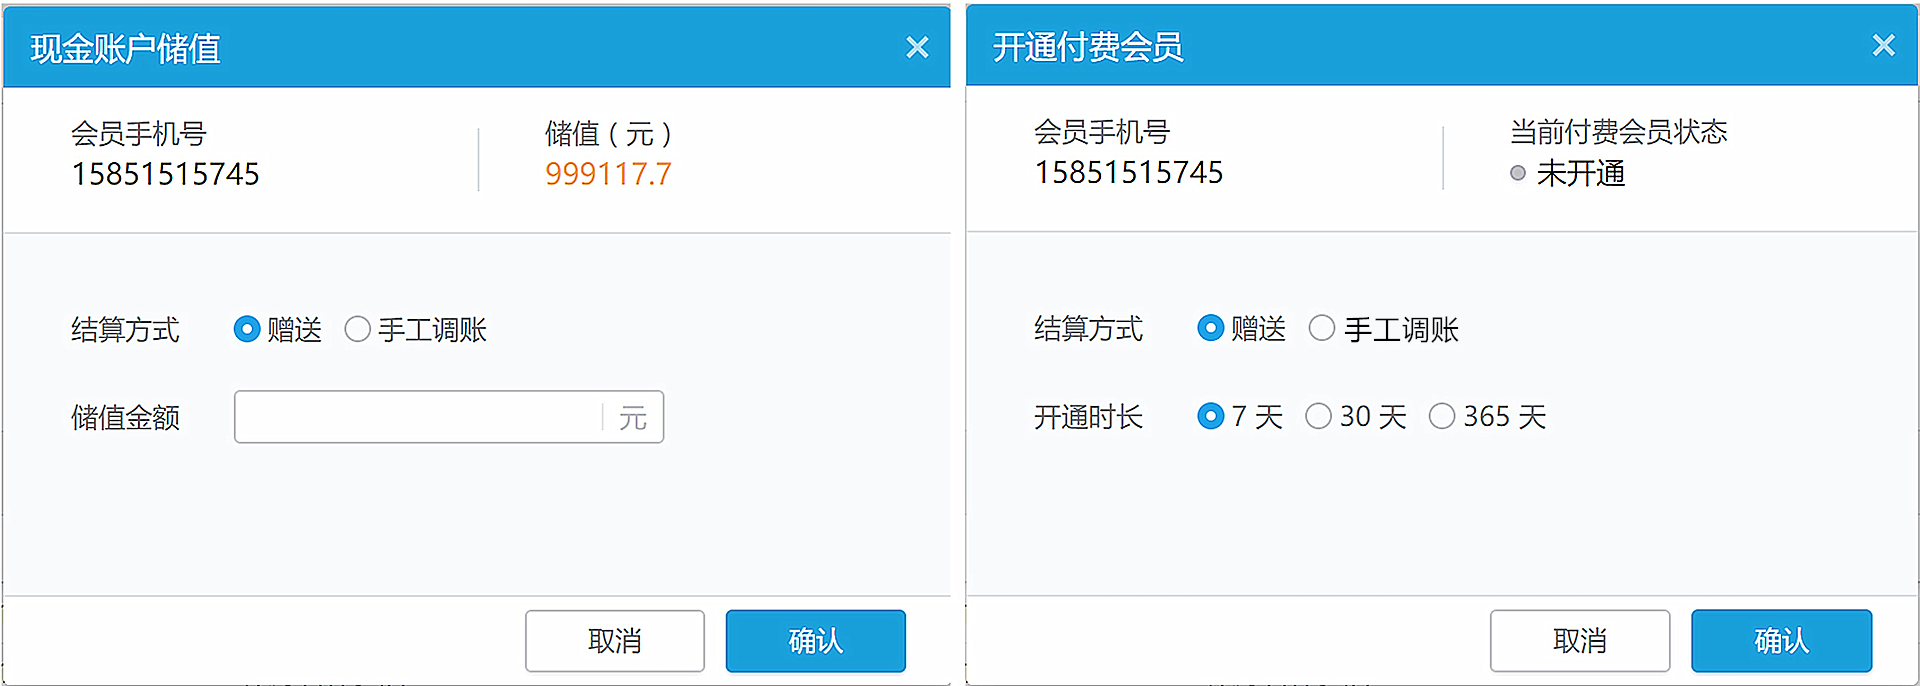 现金账户储值
会员手机号
15851515745
储值（元）
999117.7
结算方式 赠送 手工调账
储值金额 元
取消 确认
开通付费会员
会员手机号
15851515745
当前付费会员状态
未开通
结算方式 赠送 手工调账
开通时长 7 天 30 天 365 天
取消 确认